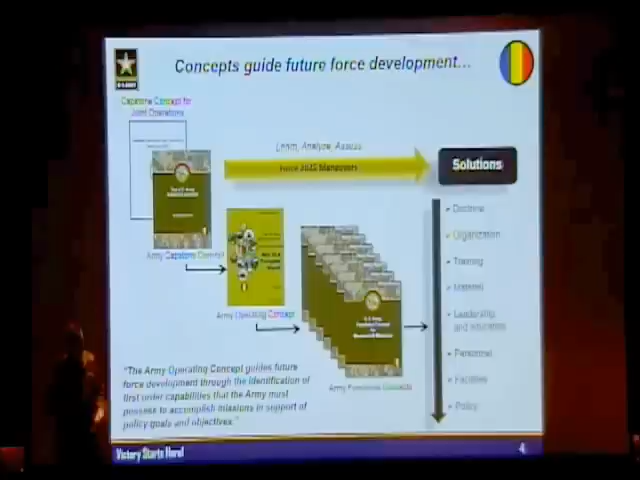 Concepts guide future force development...
U.S. ARMY
Capstone Concept for
Joint Operations
Learn, Analyze, Assess
Force 2025 Maneuvers
Solutions
Army Capstone Concept
Army Operating Concept
Army Functional Concepts
Doctrine
Organization
Training
Materiel
Leadership
and education
Personnel
Facilities
Policy
"The Army Operating Concept guides future
force development through the identification of
first order capabilities that the Army must
possess to accomplish missions in support of
policy goals and objectives."
Victory Starts Here!
4